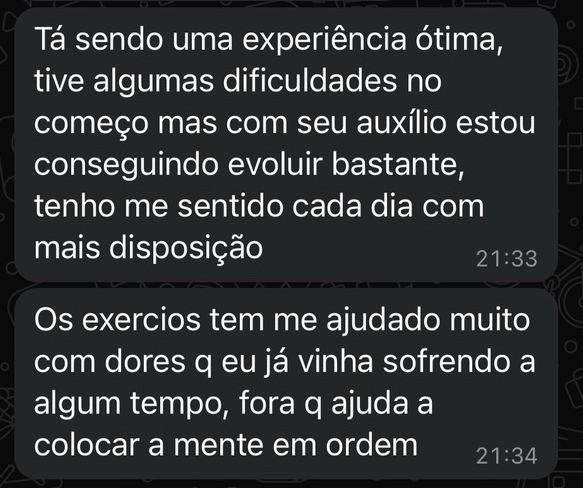 Tá sendo uma experiência ótima,
tive algumas dificuldades no
começo mas com seu auxílio estou
conseguindo evoluir bastante,
tenho me sentido cada dia com
mais disposição
21:33
Os exercios tem me ajudado muito
com dores q eu já vinha sofrendo a
algum tempo, fora q ajuda a
colocar a mente em ordem
21:34